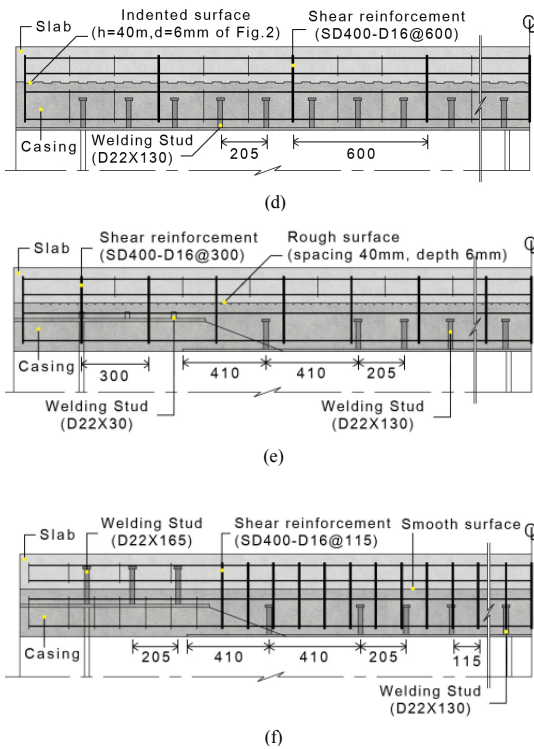 Slab
Indented surface
(h=40m,d=6mm of Fig.2)
Shear reinforcement
(SD400-D16@600)
℄
Casing
Welding Stud
(D22X130)
205
600
(d)
Slab
Shear reinforcement
(SD400-D16@300)
Rough surface
(spacing 40mm, depth 6mm)
℄
Casing
300
410
410
205
Welding Stud
(D22X30)
Welding Stud
(D22X130)
(e)
Slab
Welding Stud
(D22X165)
Shear reinforcement
(SD400-D16@115)
Smooth surface
℄
Casing
205
410
410
205
115
Welding Stud
(D22X130)
(f)